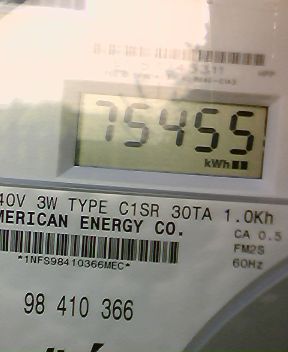 75455
kWh
40V 3W TYPE C1SR 30TA 1.0Kh
MERICAN ENERGY CO.
CA 0.5
FM2S
60Hz
*1NFS98410366MEC*
98 410 366